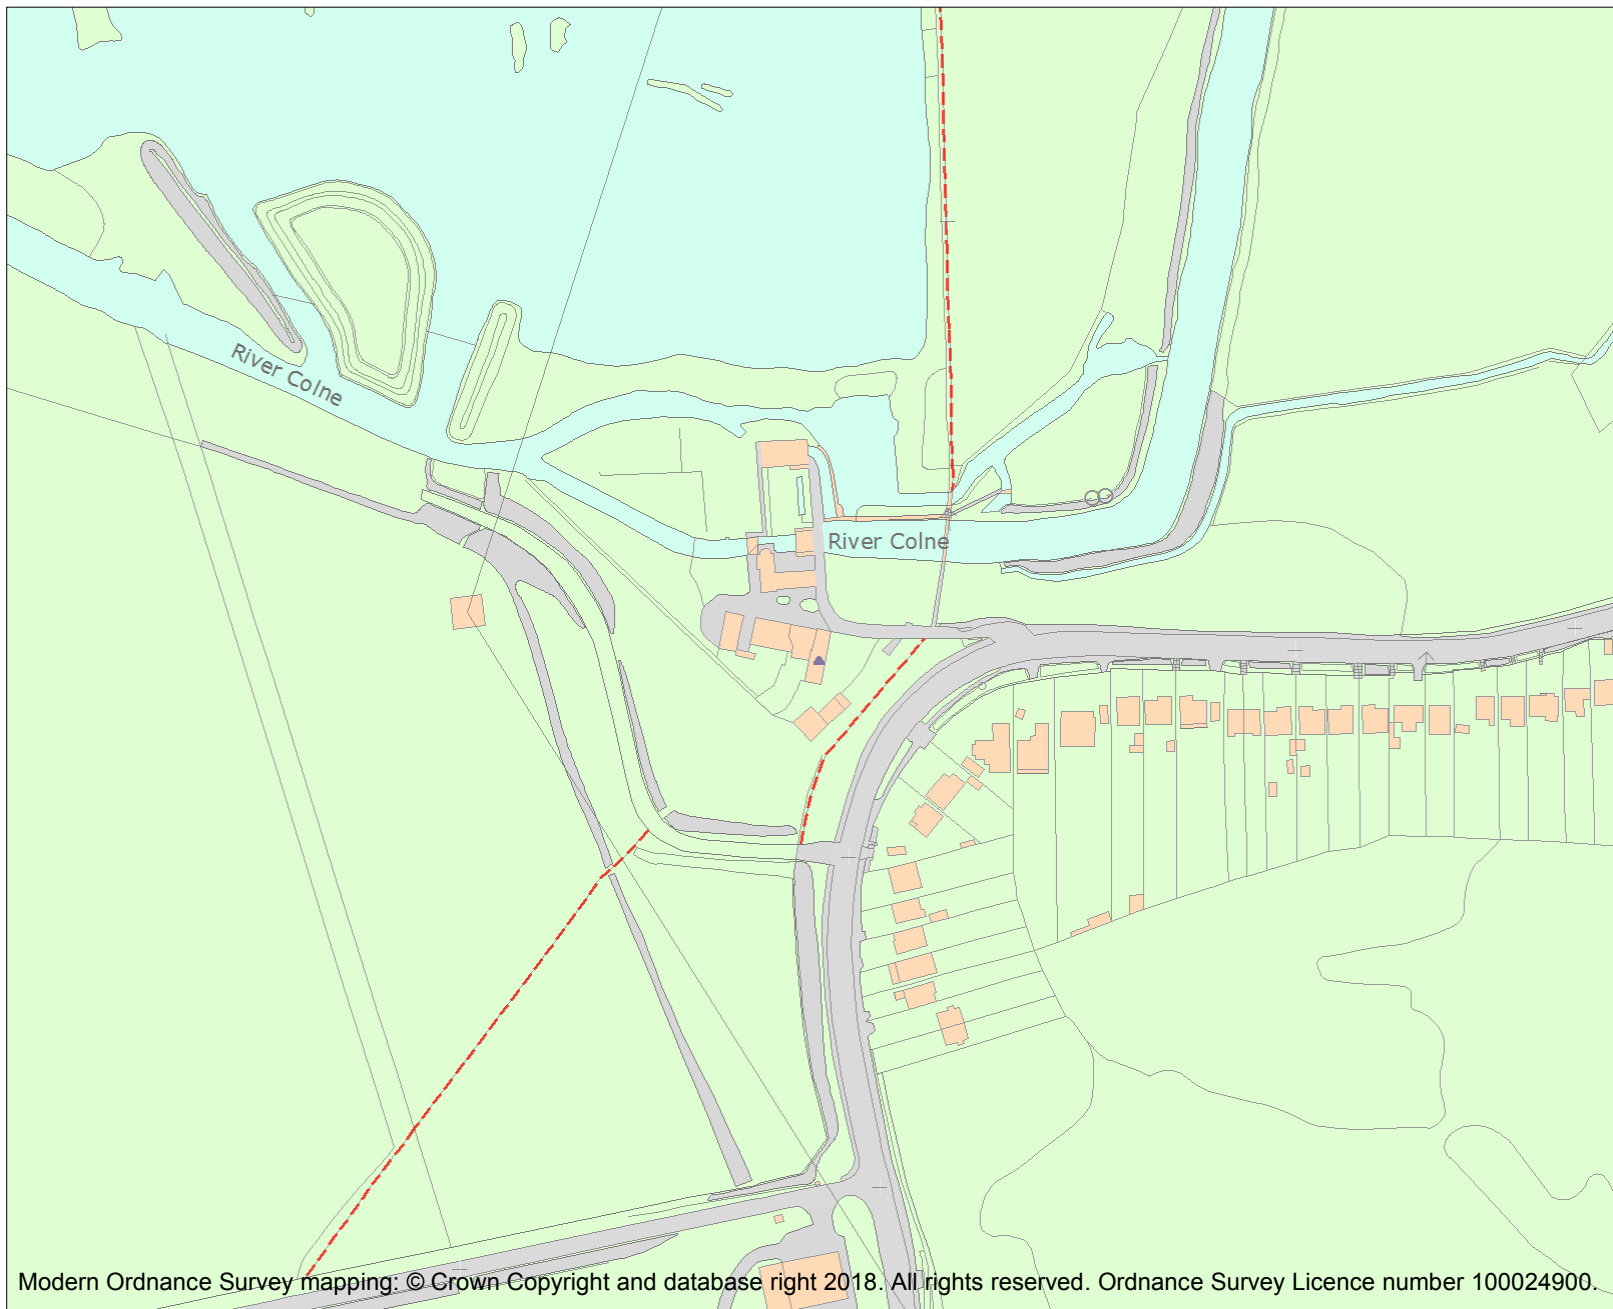 River Colne
River Colne
Modern Ordnance Survey mapping: © Crown Copyright and database right 2018. All rights reserved. Ordnance Survey Licence number 100024900.